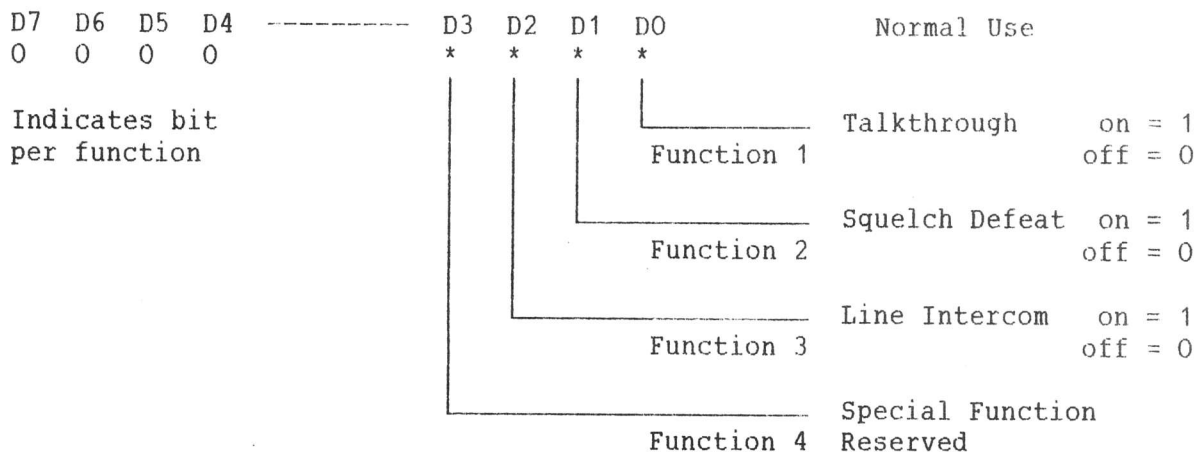 D7 D6 D5 D4 ----------- D3 D2 D1 D0 Normal Use
0 0 0 0 * * * *
Indicates bit
per function
Talkthrough on = 1
Function 1 off = 0
Squelch Defeat on = 1
Function 2 off = 0
Line Intercom on = 1
Function 3 off = 0
Special Function
Function 4 Reserved